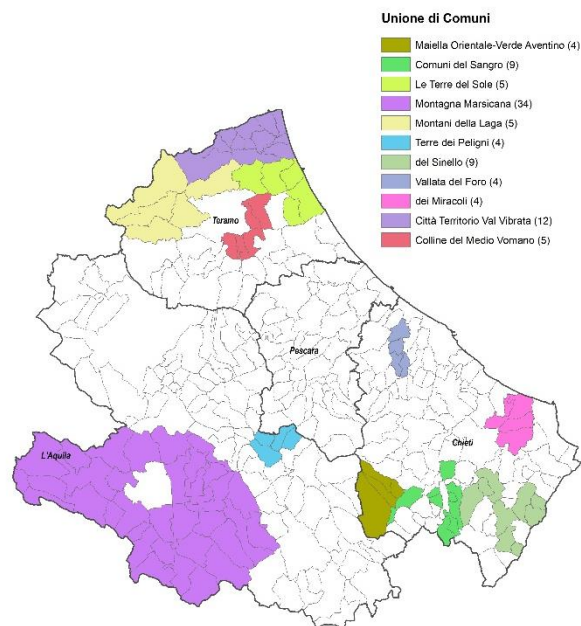 Unione di Comuni
Maiella Orientale-Verde Aventino (4)
Comuni del Sangro (9)
Le Terre del Sole (5)
Montagna Marsicana (34)
Montani della Laga (5)
Terre dei Peligni (4)
del Sinello (9)
Vallata del Foro (4)
dei Miracoli (4)
Città Territorio Val Vibrata (12)
Colline del Medio Vomano (5)
Teramo
Pescara
L'Aquila
Chieti